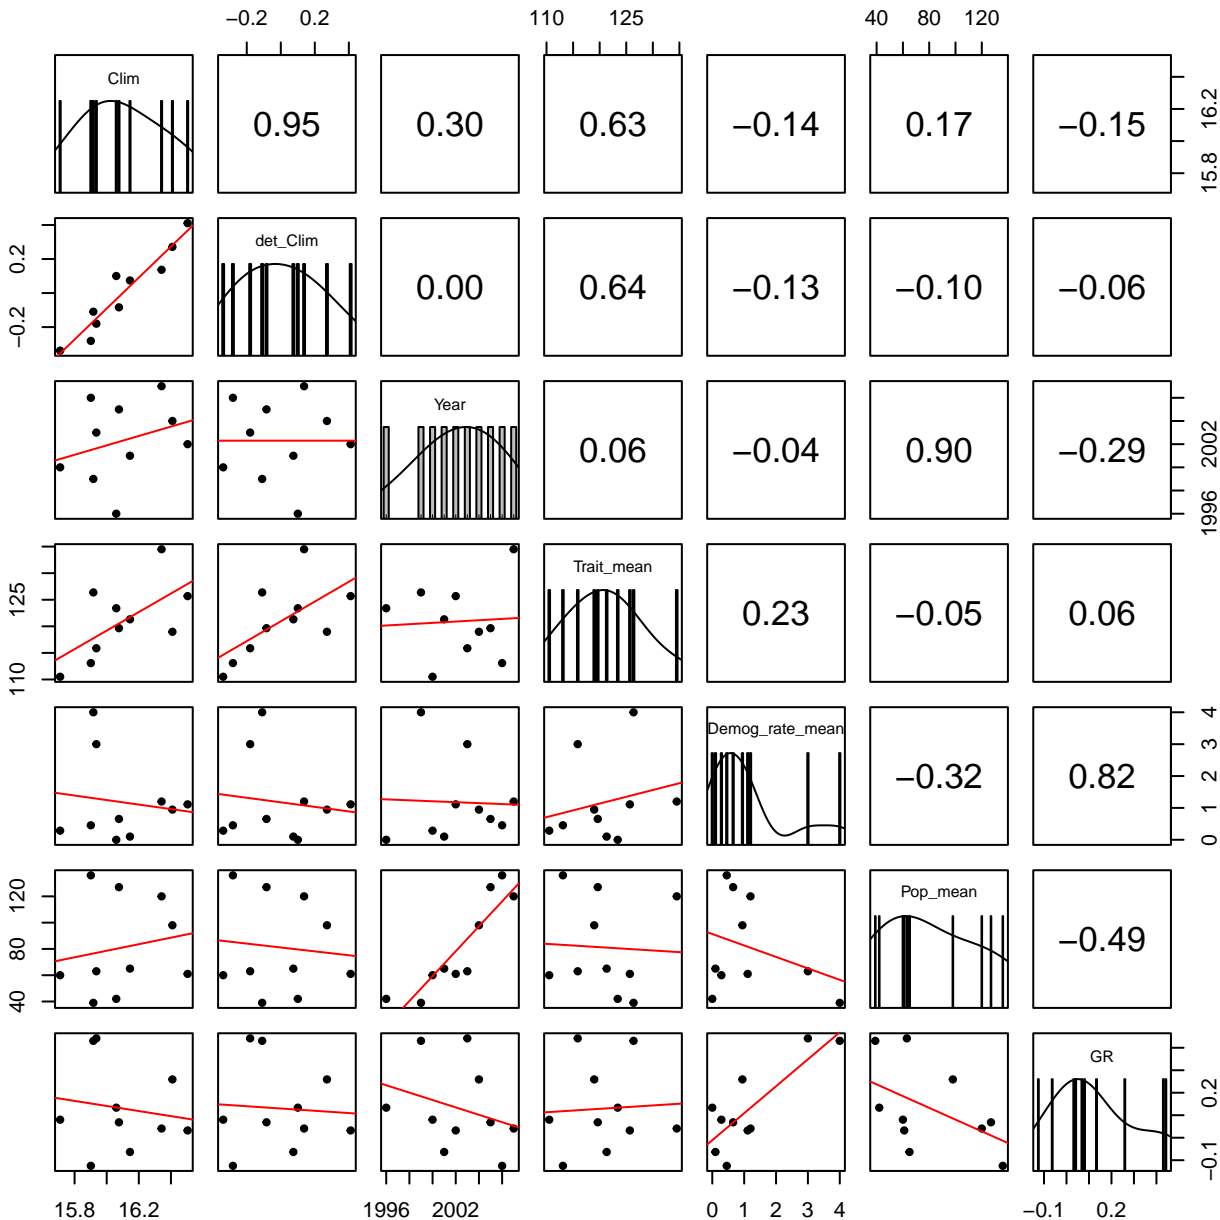 −0.2 0.2 110 125 40 80 120
Clim 0.95 0.30 0.63 −0.14 0.17 −0.15 15.8 16.2
−0.2 0.2 det_Clim 0.00 0.64 −0.13 −0.10 −0.06
Year 0.06 −0.04 0.90 −0.29 1996 2002
110 125 Trait_mean 0.23 −0.05 0.06
Demog_rate_mean −0.32 0.82 0 1 2 3 4
40 80 120 Pop_mean −0.49
GR −0.1 0.2
15.8 16.2 1996 2002 0 1 2 3 4 −0.1 0.2